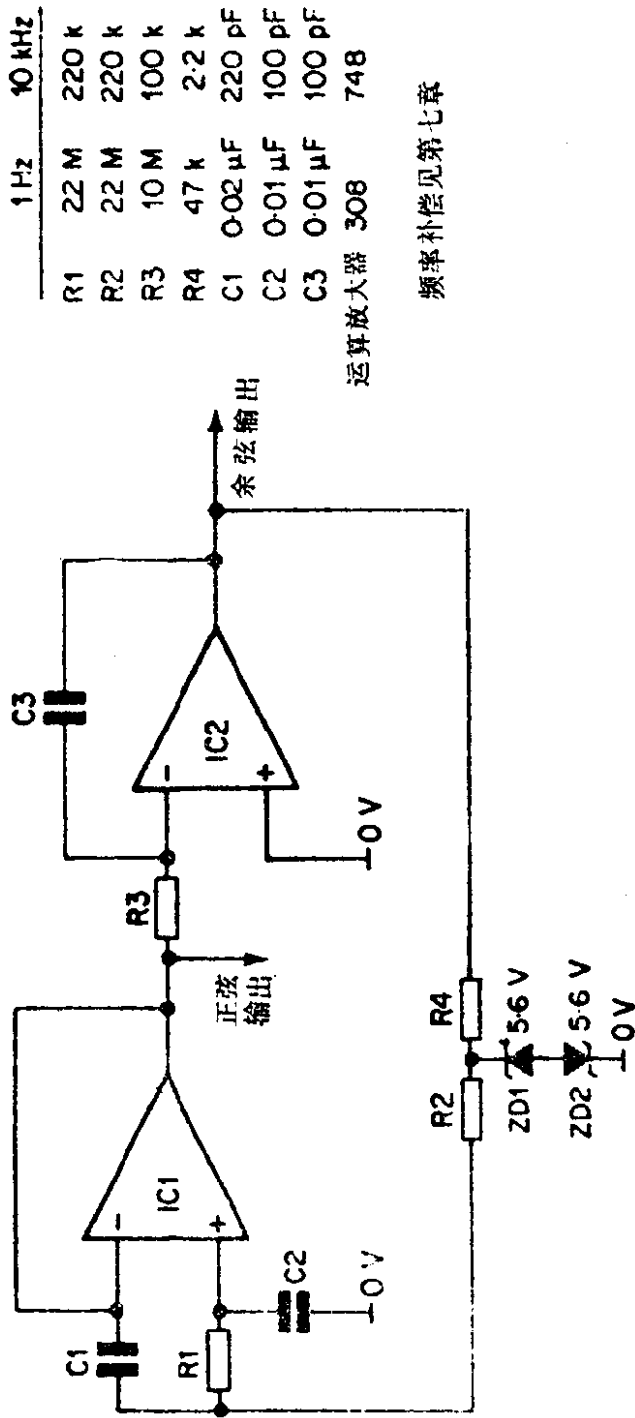 1 Hz 10 kHz
R1 22 M 220 k
R2 22 M 220 k
R3 10 M 100 k
R4 47 k 2·2 k
C1 0·02 µF 220 pF
C2 0·01 µF 100 pF
C3 0·01 µF 100 pF
运算放大器 308 748
频率补偿见第七章
C1
R1
C2
0 V
IC1
-
+
正弦
输出
R3
C3
IC2
-
+
0 V
余弦输出
R2
R4
ZD1
5·6 V
ZD2
5·6 V
0 V